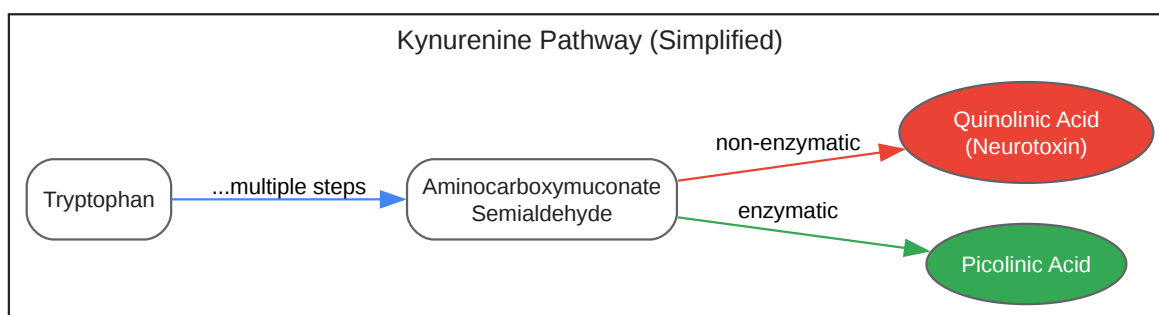 Kynurenine Pathway (Simplified)
Tryptophan
...multiple steps
Aminocarboxymuconate
Semialdehyde
non-enzymatic
Quinolinic Acid
(Neurotoxin)
enzymatic
Picolinic Acid